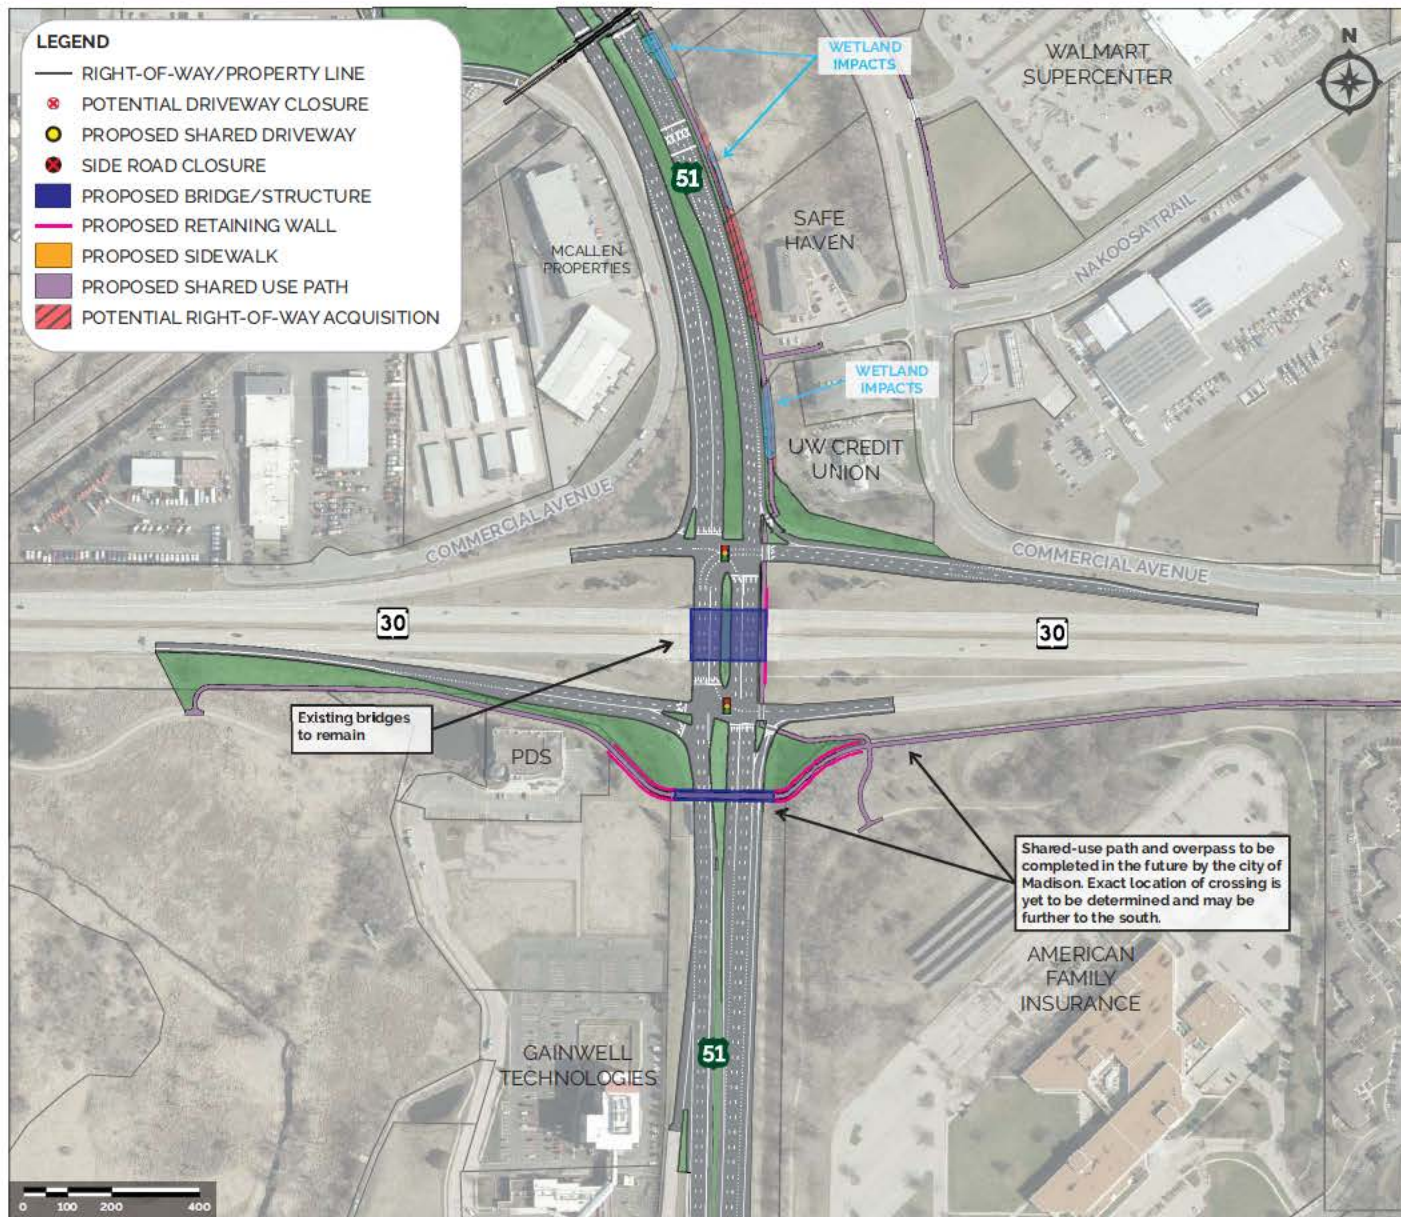 LEGEND
RIGHT-OF-WAY/PROPERTY LINE
POTENTIAL DRIVEWAY CLOSURE
PROPOSED SHARED DRIVEWAY
SIDE ROAD CLOSURE
PROPOSED BRIDGE/STRUCTURE
PROPOSED RETAINING WALL
PROPOSED SIDEWALK
PROPOSED SHARED USE PATH
POTENTIAL RIGHT-OF-WAY ACQUISITION
WETLAND
IMPACTS
WALMART
SUPERCENTER
N
51
SAFE
HAVEN
MCALLEN
PROPERTIES
NAKOOSA TRAIL
WETLAND
IMPACTS
UW CREDIT
UNION
COMMERCIAL AVENUE
COMMERCIAL AVENUE
30
30
Existing bridges
to remain
PDS
Shared-use path and overpass to be
completed in the future by the city of
Madison. Exact location of crossing is
yet to be determined and may be
further to the south.
AMERICAN
FAMILY
INSURANCE
51
GAINWELL
TECHNOLOGIES
0 100 200 400